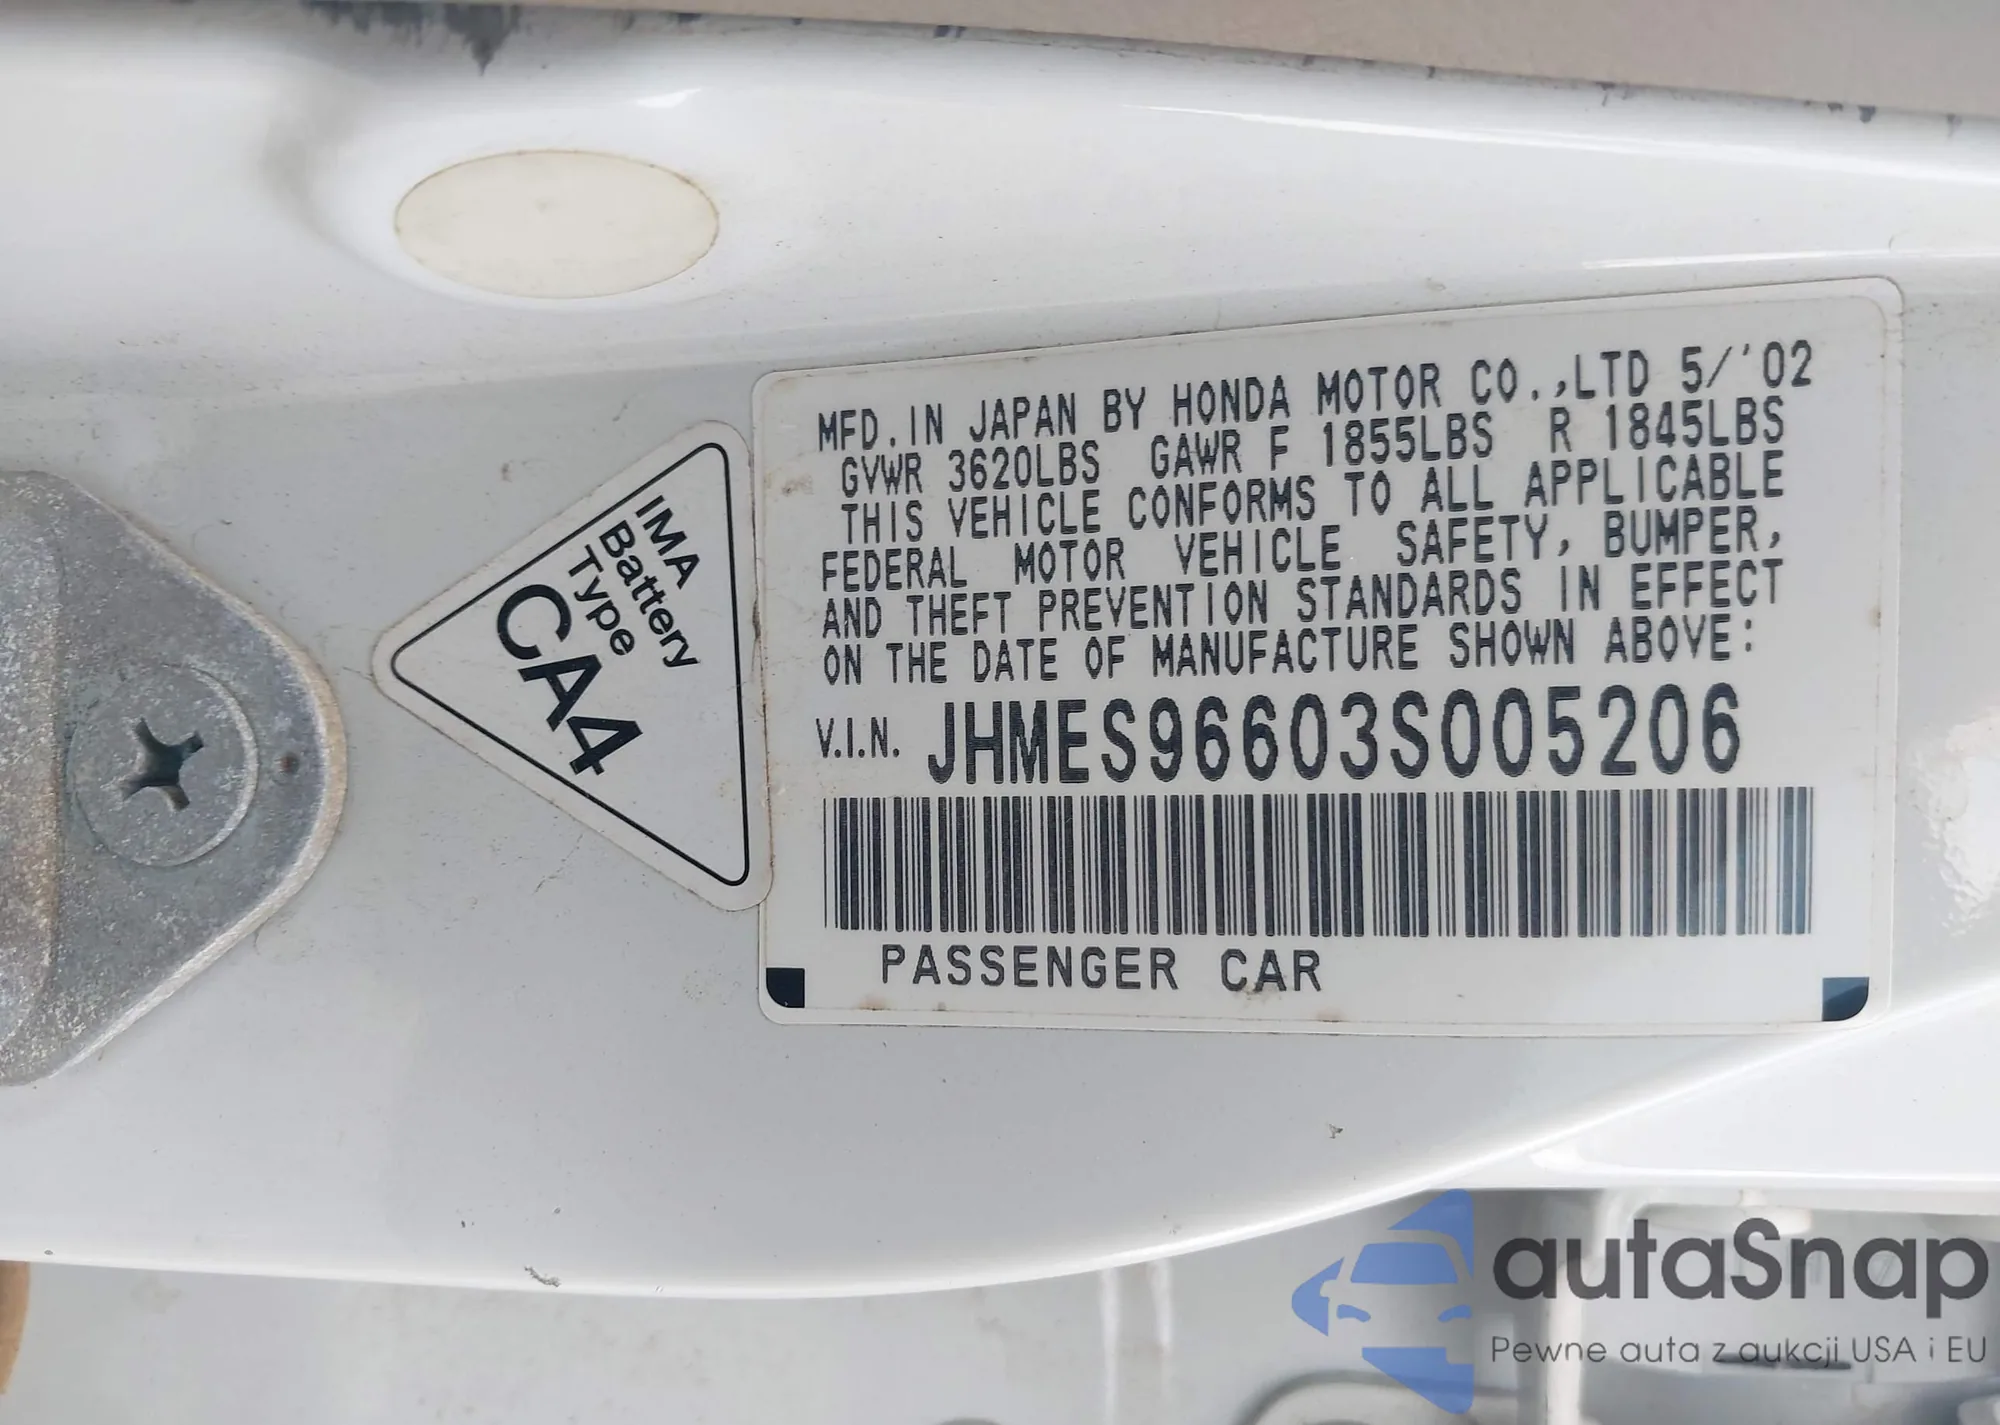 MFD. IN JAPAN BY HONDA MOTOR CO.,LTD 5/'02
GVWR 3620LBS GAWR F 1855LBS R 1845LBS
THIS VEHICLE CONFORMS TO ALL APPLICABLE
FEDERAL MOTOR VEHICLE SAFETY, BUMPER,
AND THEFT PREVENTION STANDARDS IN EFFECT
ON THE DATE OF MANUFACTURE SHOWN ABOVE:
V.I.N. JHMES96603S005206
PASSENGER CAR
IMA
Battery
Type
CA4
autaSnap
Pewne auta z aukcji USA i EU